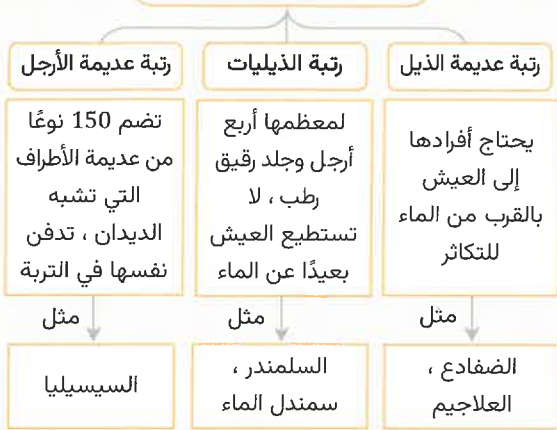 رتبة عديمة الذيل
يحتاج أفرادها
إلى العيش
بالقرب من الماء
للتكاثر
مثل
الضفادع ،
العلاجيم
رتبة الذيليات
لمعظمها أربع
أرجل وجلد رقيق
رطب ، لا
تستطيع العيش
بعيدًا عن الماء
مثل
السلمندر ،
سمندل الماء
رتبة عديمة الأرجل
تضم 150 نوعًا
من عديمة الأطراف
التي تشبه
الديدان ، تدفن
نفسها في التربة
مثل
السيسيليا